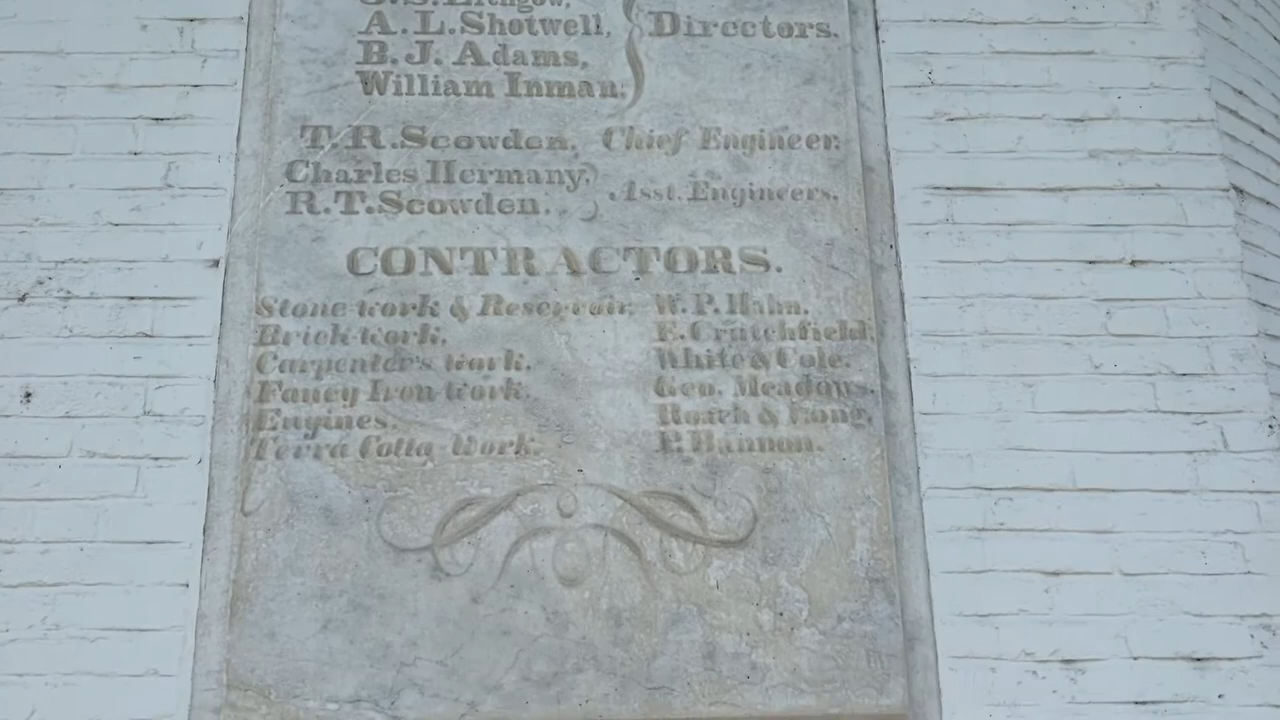 A.L.Shotwell, Directors.
B.J.Adams,
William Inman.
T.R.Scowden, Chief Engineer.
Charles Hermany,
R.T.Scowden. Asst.Engineers.
CONTRACTORS.
Stone work & Reservoir, W.P.Hahn.
Brick work. F.Crutchfield.
Carpenter's work. White & Cole.
Fancy Iron work. Geo. Meadows.
Engines. Roach & Long.
Terra Cotta Work. P.Bannon.